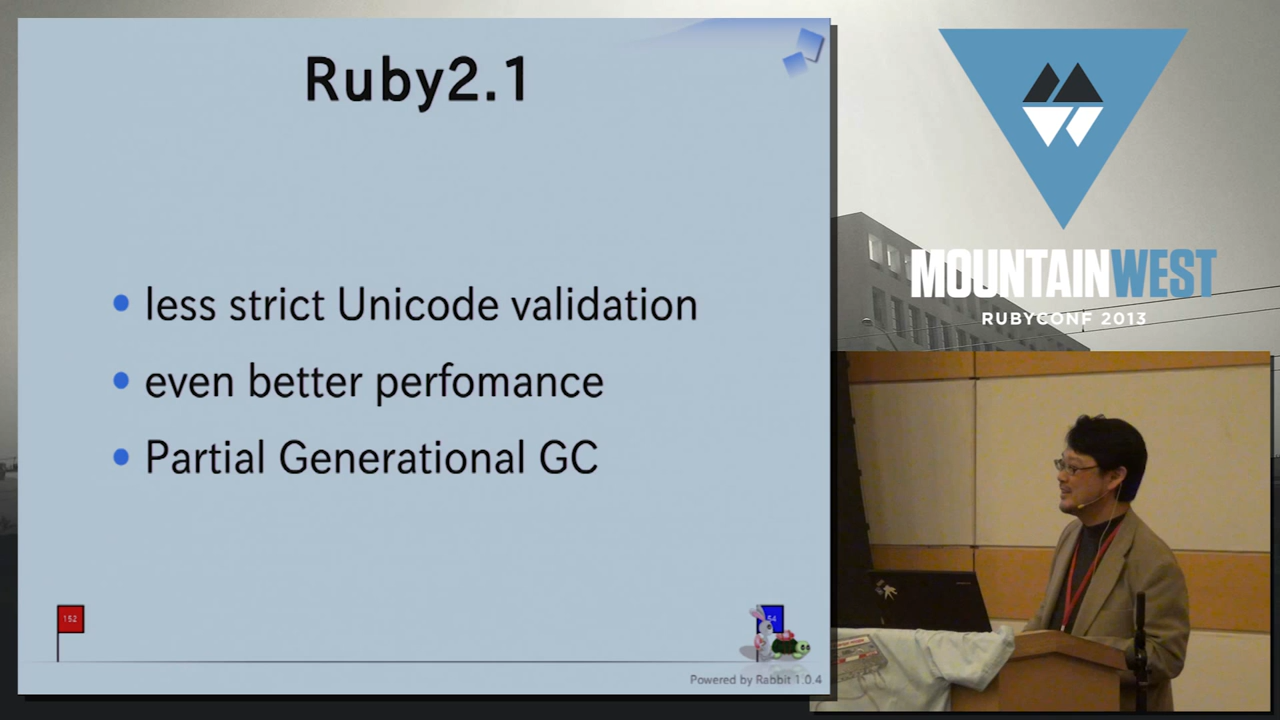 Ruby2.1
less strict Unicode validation
even better perfomance
Partial Generational GC
152
Powered by Rabbit 1.0.4
MOUNTAINWEST
RUBYCONF 2013